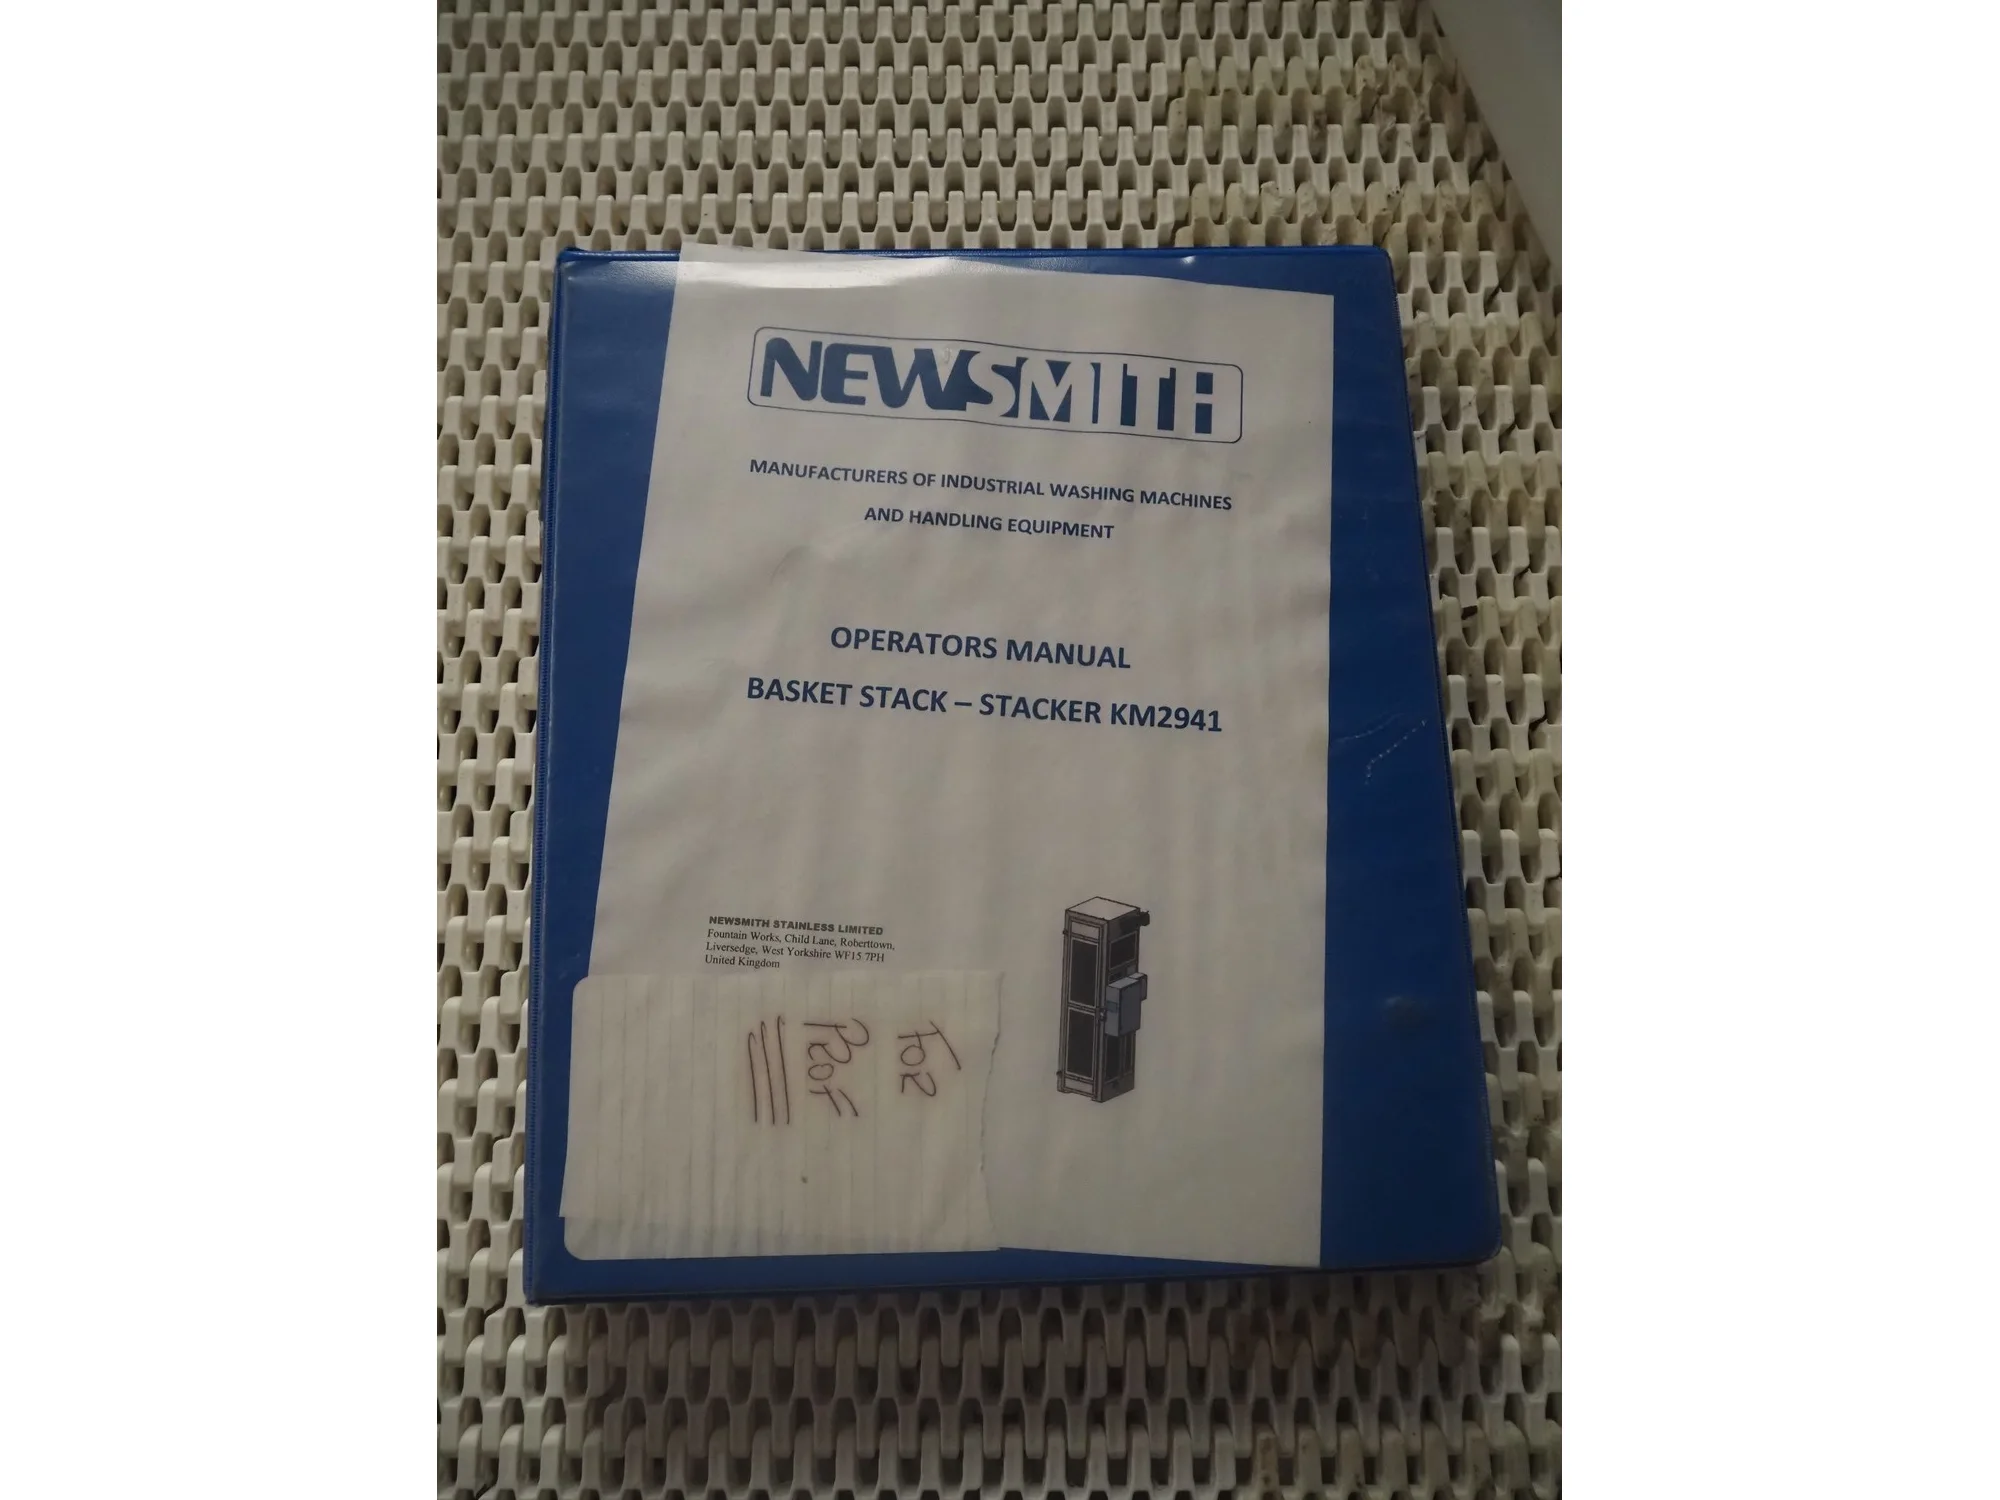 NEWSMITH
MANUFACTURERS OF INDUSTRIAL WASHING MACHINES
AND HANDLING EQUIPMENT
OPERATORS MANUAL
BASKET STACK – STACKER KM2941
NEWSMITH STAINLESS LIMITED
Fountain Works, Child Lane, Roberttown,
Liversedge, West Yorkshire WF15 7PH
United Kingdom
FOR